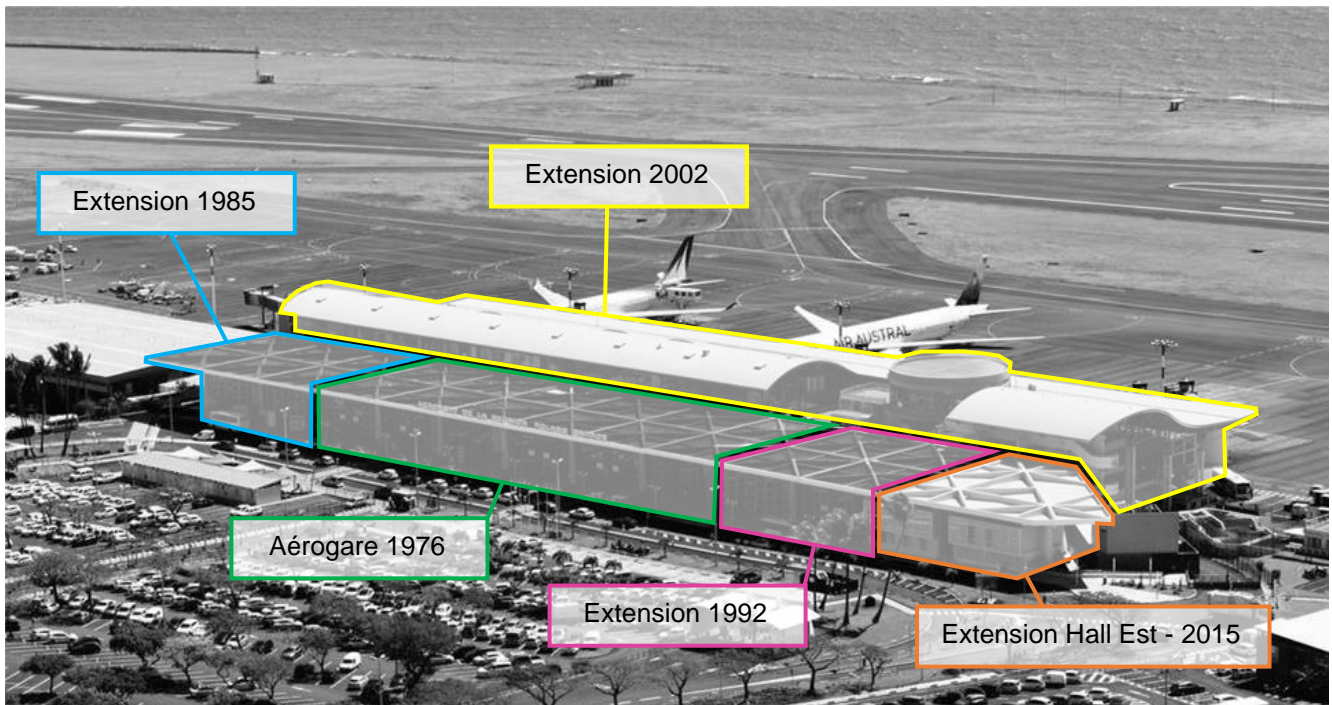 Extension 2002
Extension 1985
AIR AUSTRAL
Aérogare 1976
Extension 1992
Extension Hall Est - 2015